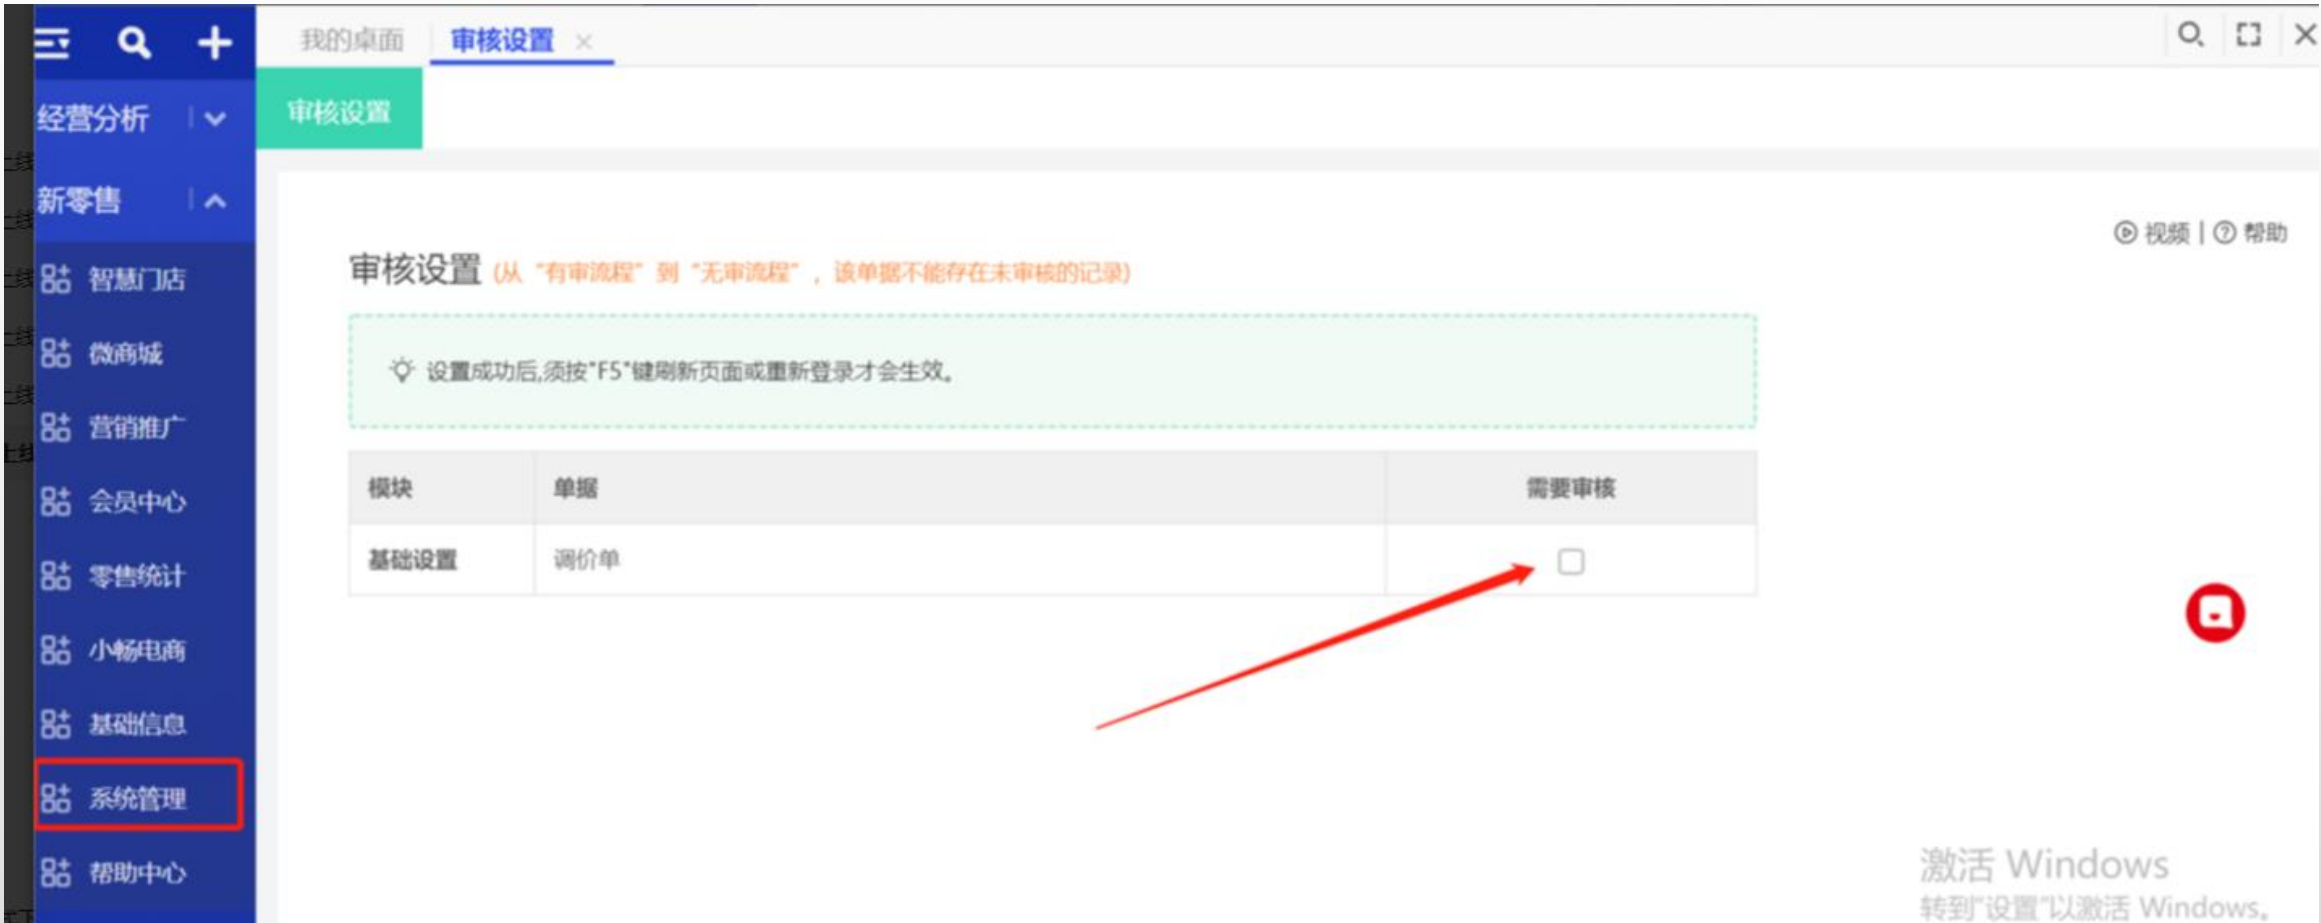 我的桌面
审核设置
经营分析
审核设置
新零售
视频 | 帮助
智慧门店
审核设置 (从 “有审流程” 到 “无审流程” ，该单据不能存在未审核的记录)
微商城
设置成功后,须按"F5"键刷新页面或重新登录才会生效。
营销推广
模块 单据 需要审核
会员中心
基础设置 调价单
零售统计
小畅电商
基础信息
系统管理
帮助中心
激活 Windows
转到"设置"以激活 Windows。